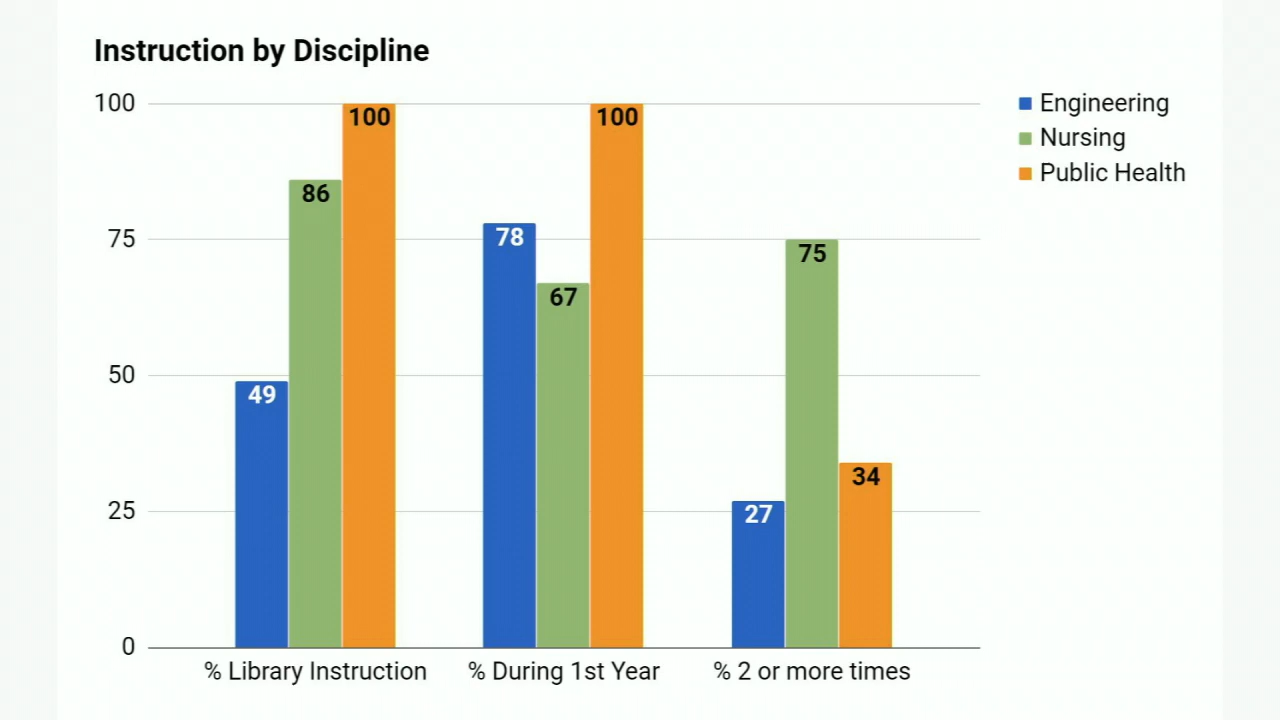 Instruction by Discipline
100
75
50
25
0
49
86
100
78
67
100
27
75
34
% Library Instruction
% During 1st Year
% 2 or more times
Engineering
Nursing
Public Health